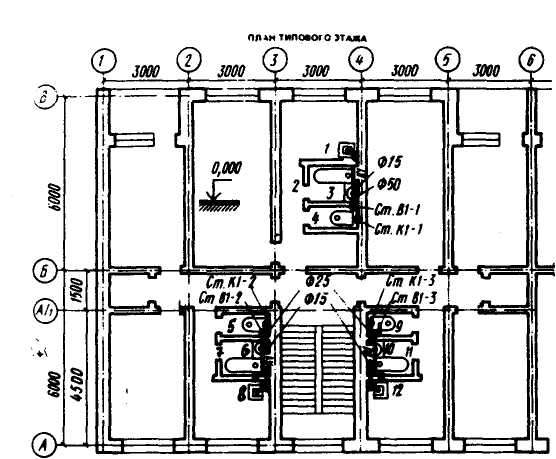 ПЛАН ТИПОВОГО ЭТАЖА
1 2 3 4 5 6
3000 3000 3000 3000 3000
В
1
Ф15
0,000
2 3
Ф50
6000
4
Ст. В1-1
Ст. К1-1
Б
Ст. К1-2 Ф25 Ст. К1-3
1500
Ст В1-2 Ф15 Ст. В1-3
А/1
5 9
6 10 11
7
6000 4500
8 12
А